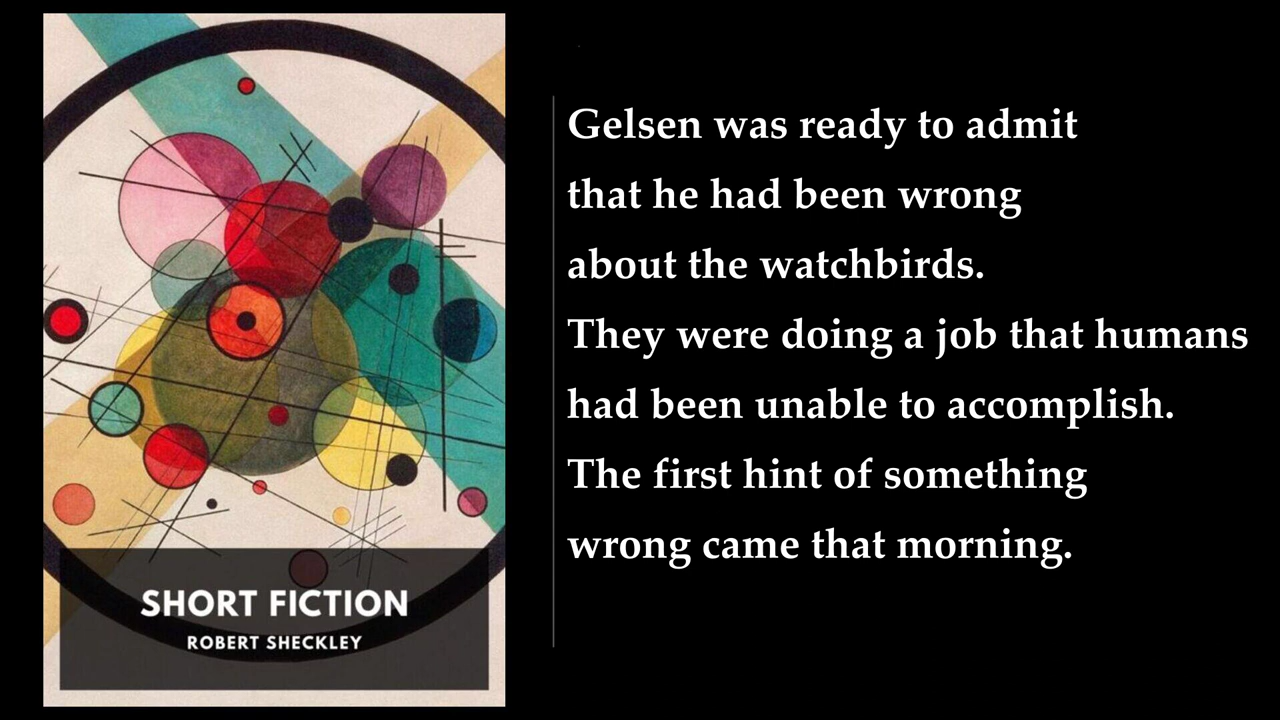 SHORT FICTION
ROBERT SHECKLEY
Gelsen was ready to admit
that he had been wrong
about the watchbirds.
They were doing a job that humans
had been unable to accomplish.
The first hint of something
wrong came that morning.